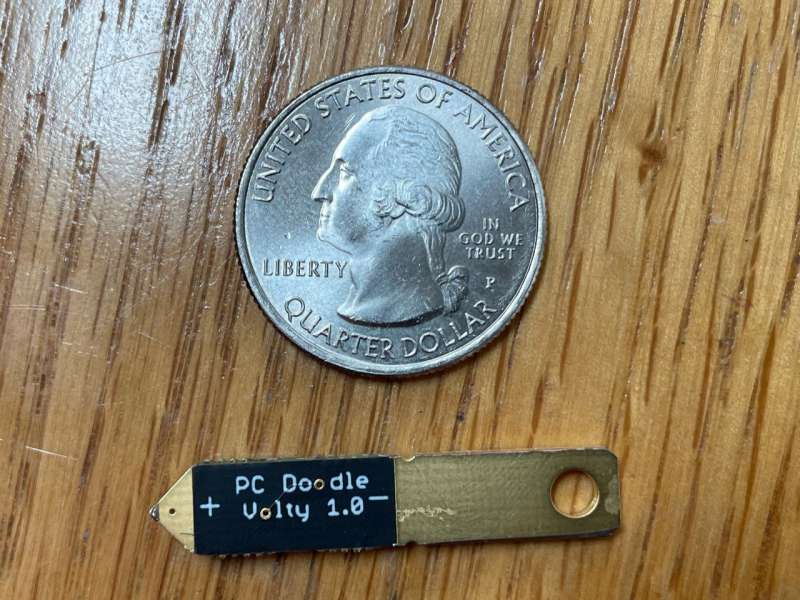 UNITED STATES OF AMERICA
LIBERTY
IN
GOD WE
TRUST
P
QUARTER DOLLAR
+ PC Doodle -
Volty 1.0